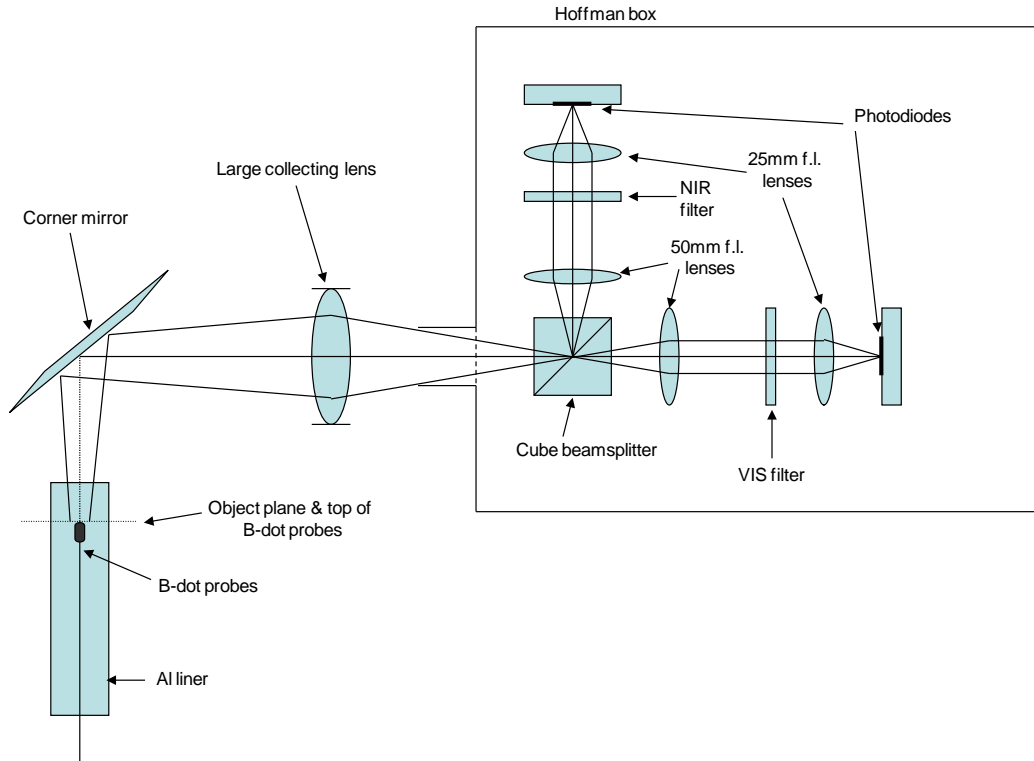 Hoffman box
Photodiodes
Large collecting lens
25mm f.l.
lenses
NIR
filter
Corner mirror
50mm f.l.
lenses
Cube beamsplitter
VIS filter
Object plane & top of
B-dot probes
B-dot probes
Al liner